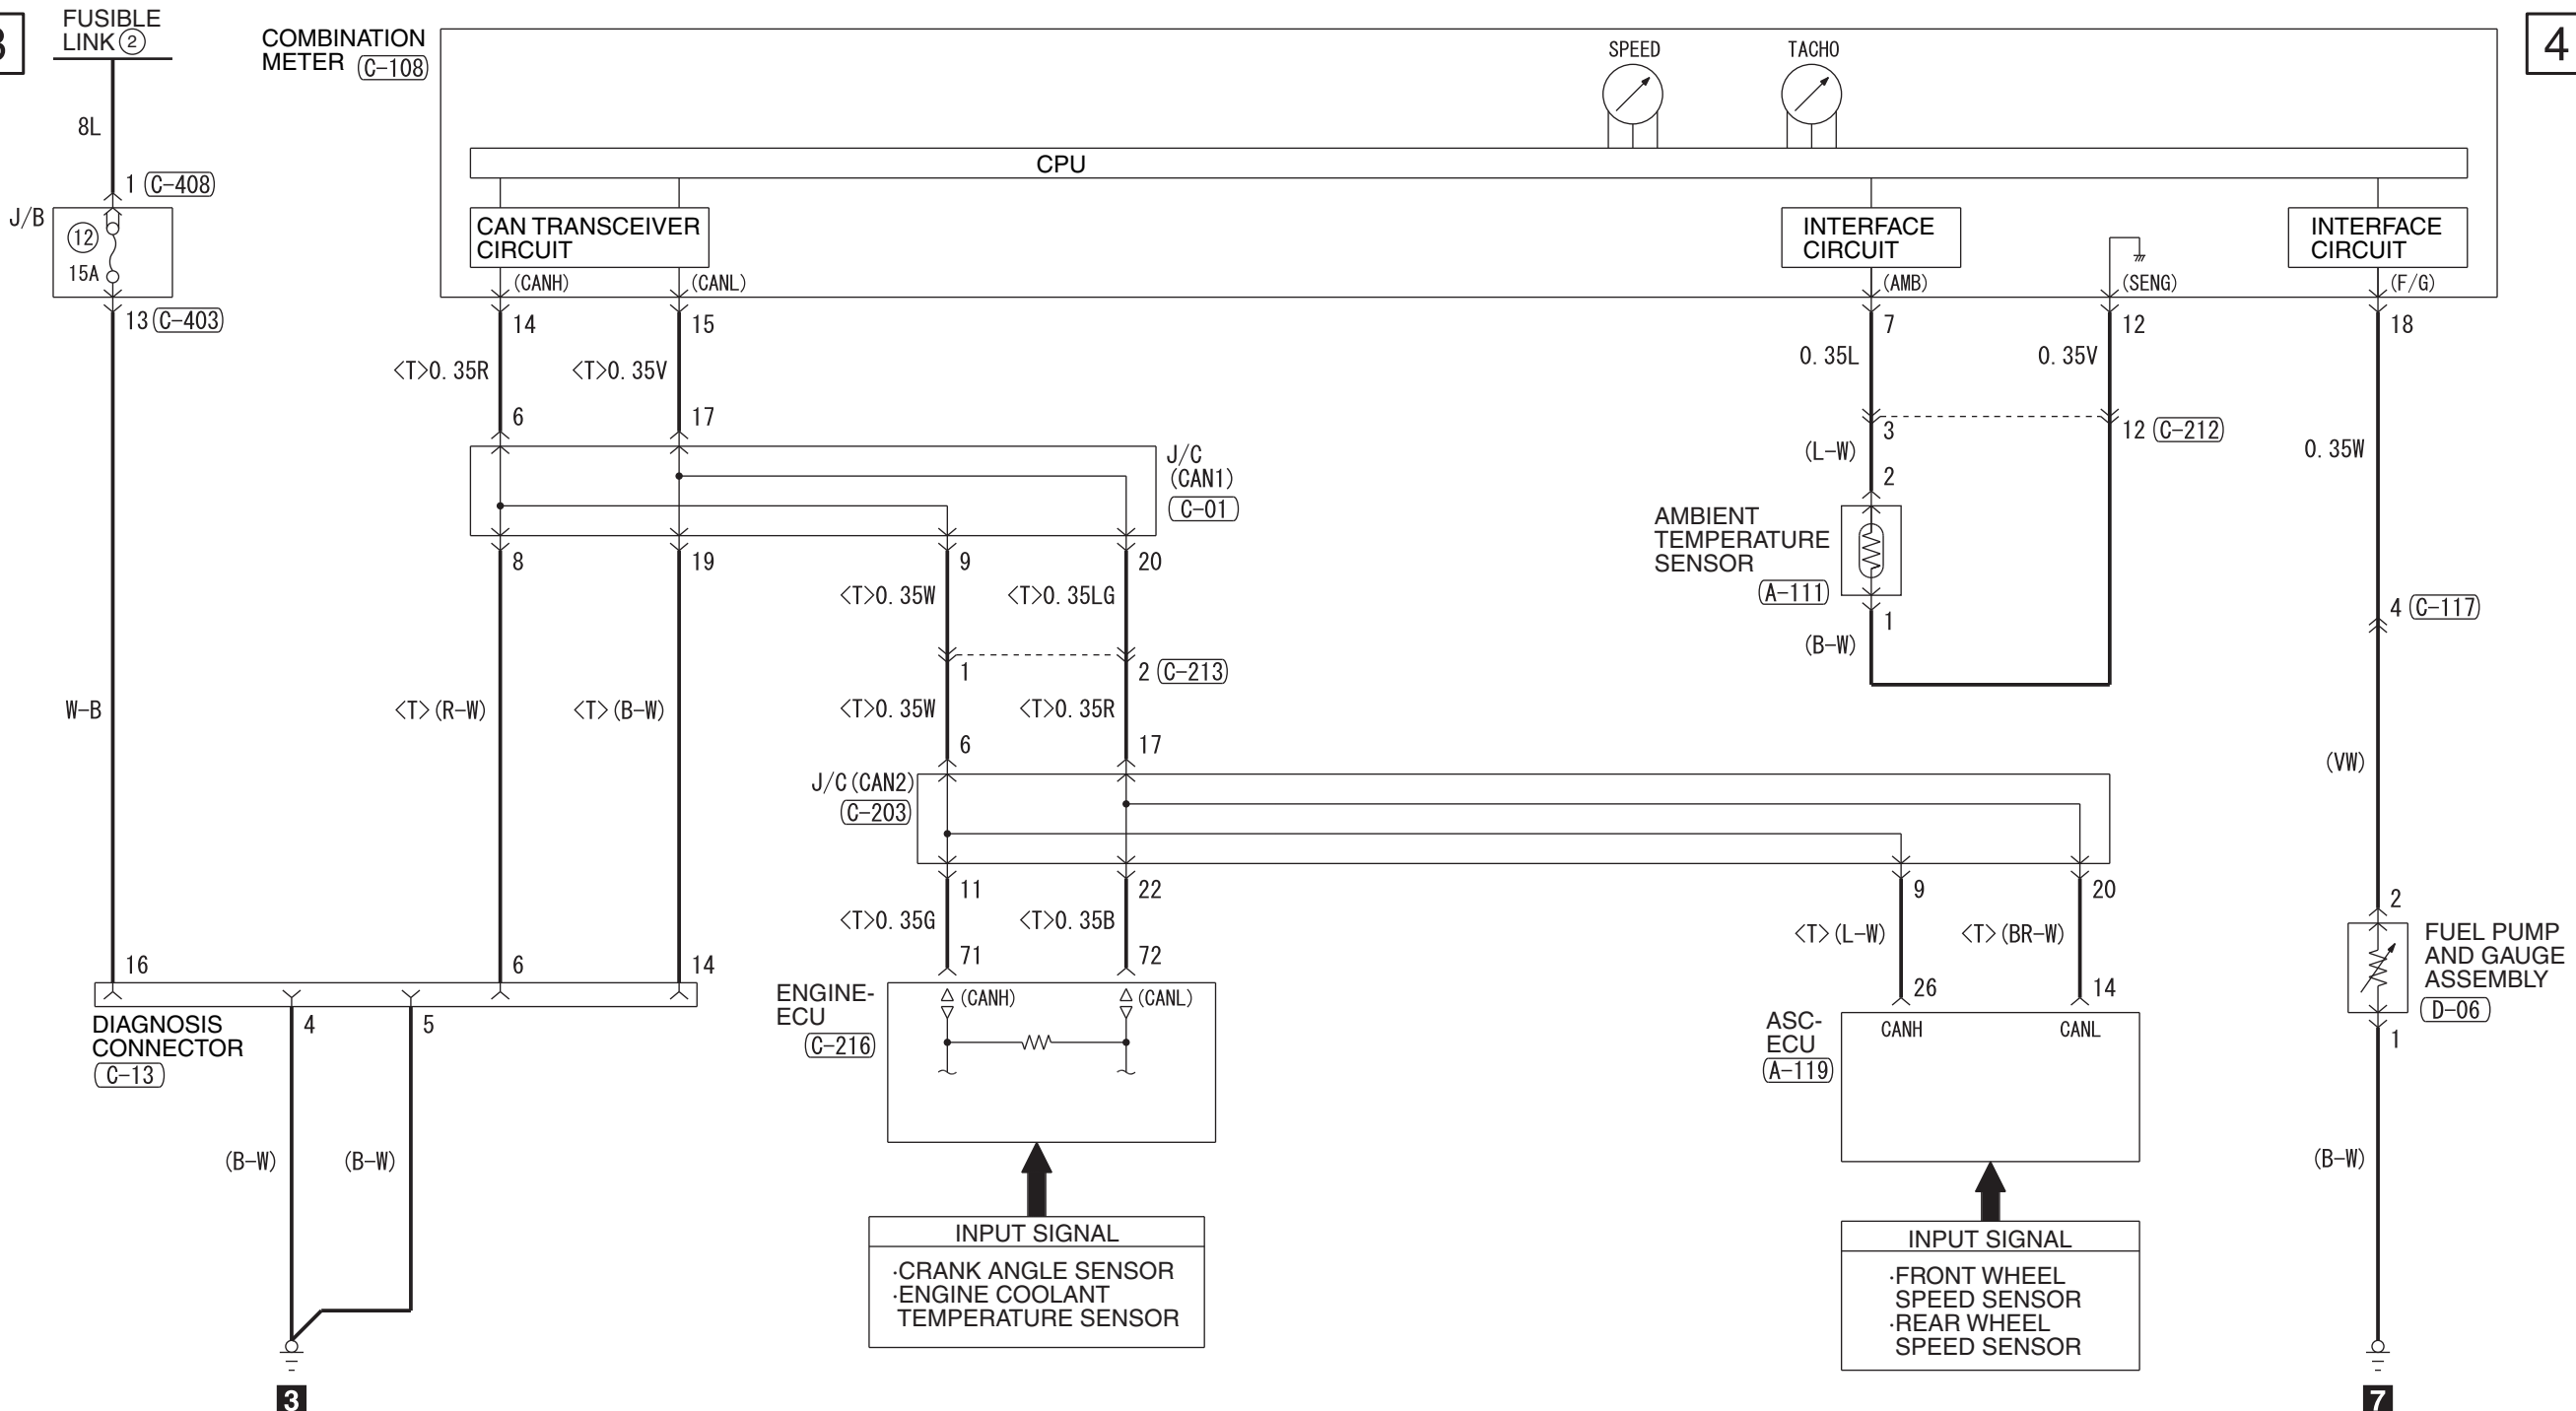 3
FUSIBLE
LINK 2
8L
1 C-408
J/B
12
15A
13 C-403
W-B
16
COMBINATION
METER C-108
SPEED
TACHO
4
CPU
CAN TRANSCEIVER
CIRCUIT
INTERFACE
CIRCUIT
INTERFACE
CIRCUIT
(CANH)
(CANL)
(AMB)
(SENG)
(F/G)
14
15
7
12
18
<T>0.35R
<T>0.35V
0.35L
0.35V
6
17
3
12 C-212
0.35W
J/C
(CAN1)
C-01
(L-W)
2
8
19
9
20
AMBIENT
TEMPERATURE
SENSOR
A-111
1
(B-W)
<T>0.35W
<T>0.35LG
4 C-117
1
2 C-213
<T>(R-W)
<T>(B-W)
<T>0.35W
<T>0.35R
6
17
(VW)
J/C(CAN2)
C-203
11
22
9
20
<T>0.35G
<T>0.35B
<T>(L-W)
<T>(BR-W)
6
14
71
72
26
14
2
FUEL PUMP
AND GAUGE
ASSEMBLY
D-06
1
DIAGNOSIS
CONNECTOR
C-13
4
5
ENGINE-
ECU
C-216
(CANH)
(CANL)
ASC-
ECU
A-119
CANH
CANL
(B-W)
(B-W)
(B-W)
INPUT SIGNAL
·CRANK ANGLE SENSOR
·ENGINE COOLANT
TEMPERATURE SENSOR
INPUT SIGNAL
·FRONT WHEEL
SPEED SENSOR
·REAR WHEEL
SPEED SENSOR
3
7